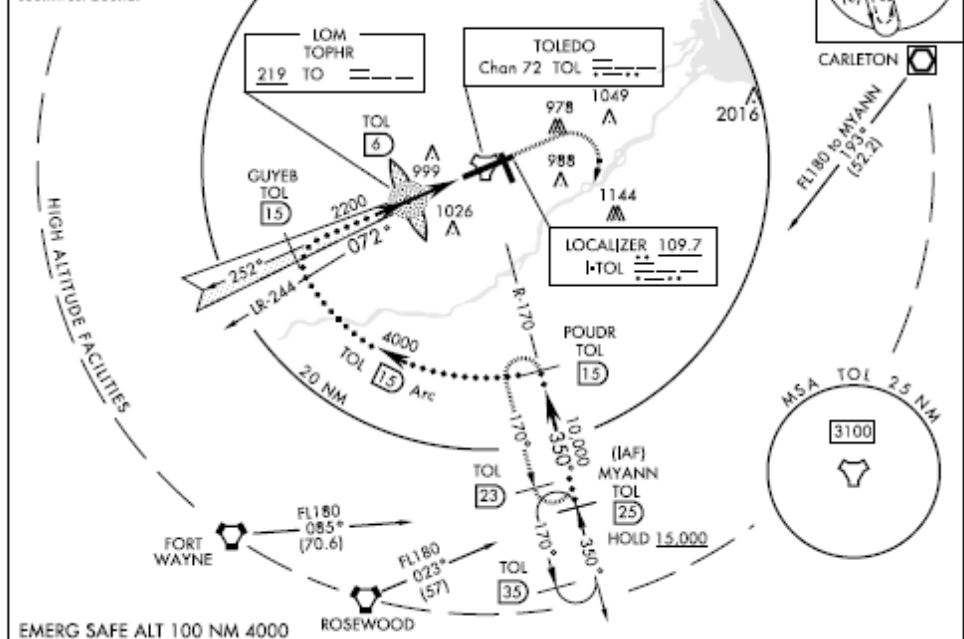 LOM
TOPHR
219 TO
TOLEDO
Chan 72 TOL
CARLETON
1049
978
2016
TOL
6
999
988
FL180 to MYANN
193°
(52.2)
GUYEB
TOL
15
2200
1026
1144
072°
LOCALIZER 109.7
I-TOL
252°
LR-244
HIGH ALTITUDE FACILITIES
R-170
4000
TOL 15 Arc
POUDR
TOL
15
20 NM
MSA TOL 25 NM
3100
170°
10,000
350°
(IAF)
MYANN
TOL
25
HOLD 15,000
TOL
23
FL180
085°
(70.6)
FORT
WAYNE
170°
350°
FL180
023°
(57)
TOL
35
ROSEWOOD
EMERG SAFE ALT 100 NM 4000